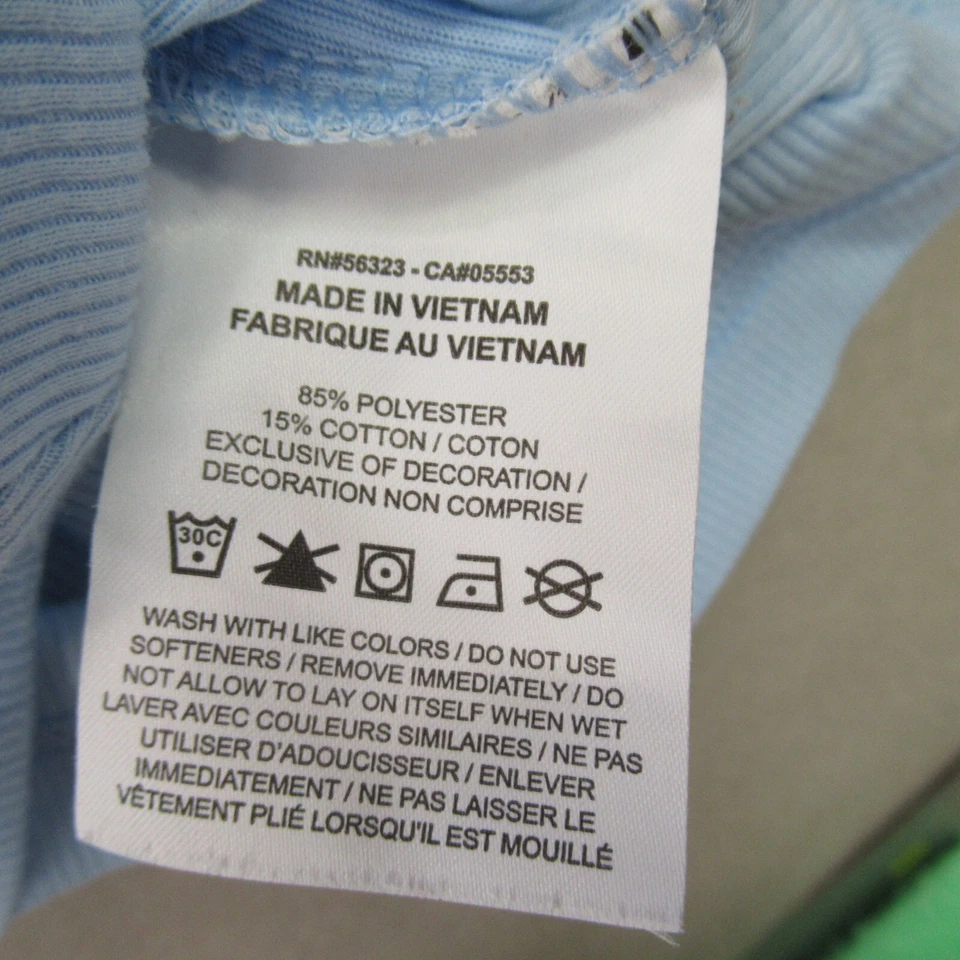 RN#56323 - CA#05553
MADE IN VIETNAM
FABRIQUE AU VIETNAM
85% POLYESTER
15% COTTON / COTON
EXCLUSIVE OF DECORATION /
DECORATION NON COMPRISE
30C
WASH WITH LIKE COLORS / DO NOT USE
SOFTENERS / REMOVE IMMEDIATELY / DO
NOT ALLOW TO LAY ON ITSELF WHEN WET
LAVER AVEC COULEURS SIMILAIRES / NE PAS
UTILISER D'ADOUCISSEUR / ENLEVER
IMMEDIATEMENT / NE PAS LAISSER LE
VÊTEMENT PLIÉ LORSQU'IL EST MOUILLÉ